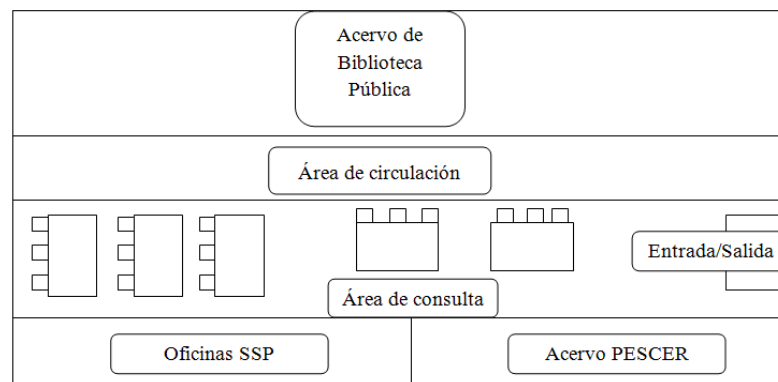 Acervo de
Biblioteca
Pública
Área de circulación
Entrada/Salida
Área de consulta
Oficinas SSP
Acervo PESCER